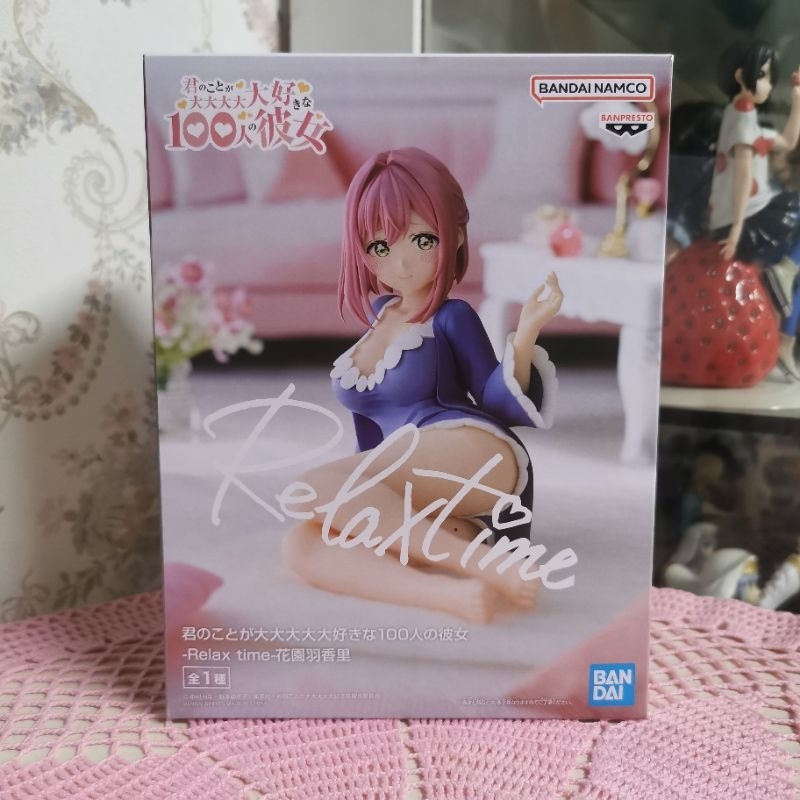 君のことが
大大大大大好きな
100人の彼女
BANDAI NAMCO
BANPRESTO
Relax time
君のことが大大大大大好きな100人の彼女
-Relax time-花園羽香里
全1種
BAN
DAI